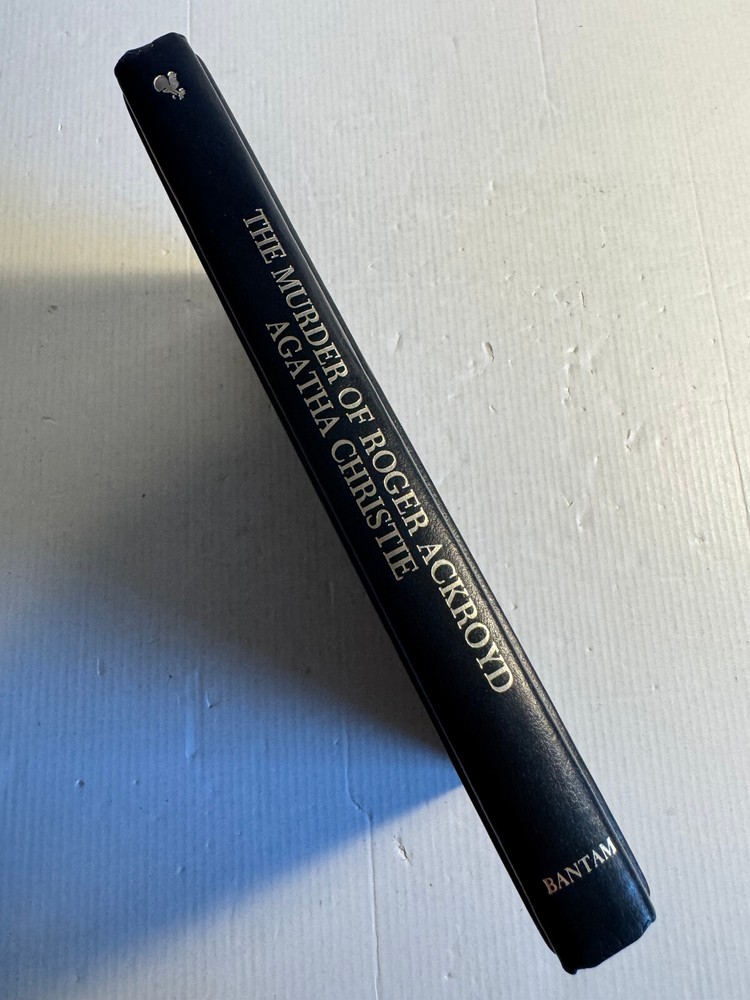 THE MURDER OF ROGER ACKROYD
AGATHA CHRISTIE
BANTAM